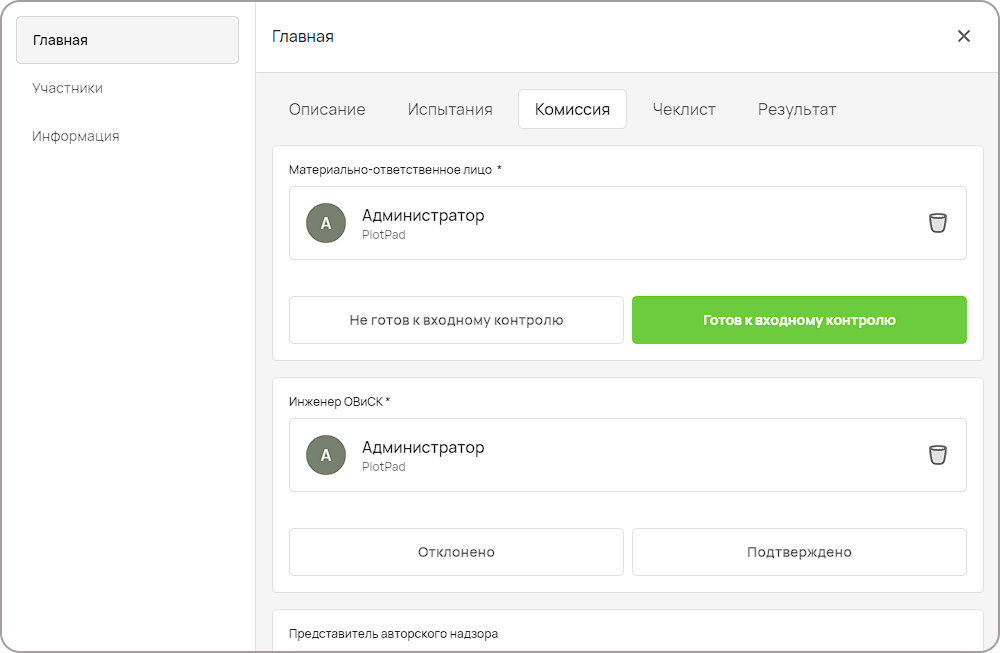 Главная
Участники
Информация
Главная
Описание
Испытания
Комиссия
Чеклист
Результат
Материально-ответственное лицо *
А
Администратор
PlotPad
Не готов к входному контролю
Готов к входному контролю
Инженер ОВиСК *
А
Администратор
PlotPad
Отклонено
Подтверждено
Представитель авторского надзора